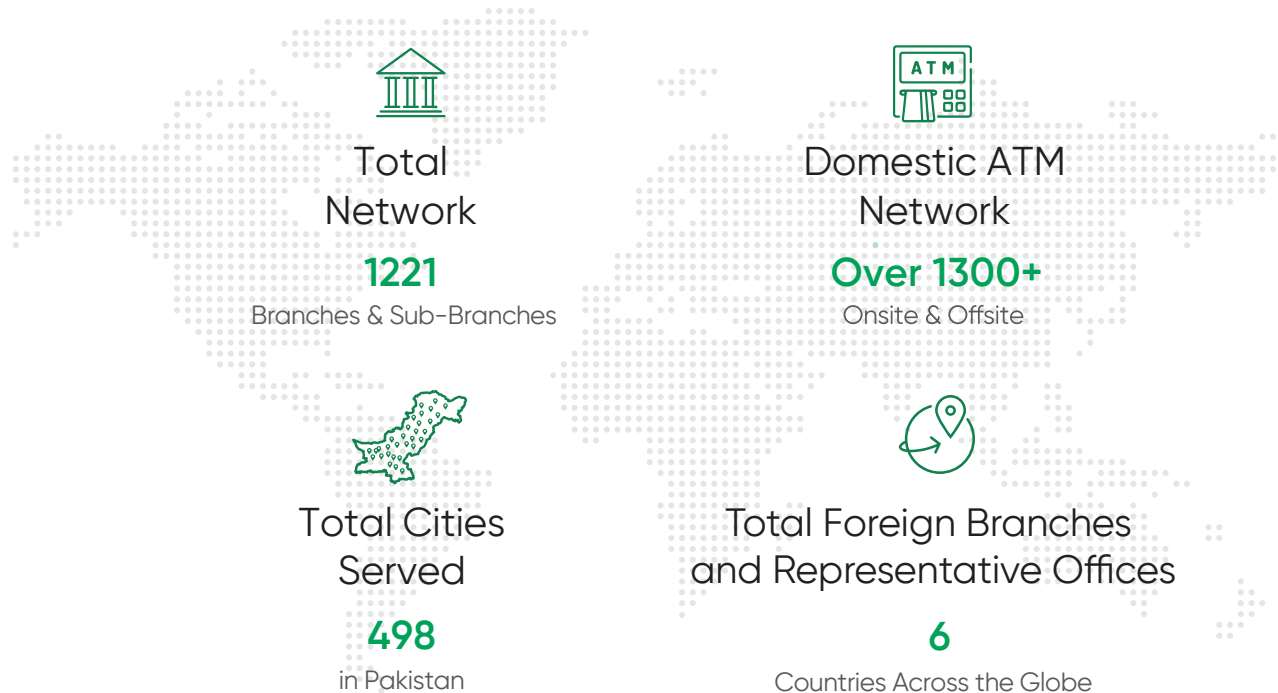 Total
Network
1221
Branches & Sub-Branches
ATM
Domestic ATM
Network
Over 1300+
Onsite & Offsite
Total Cities
Served
498
in Pakistan
Total Foreign Branches
and Representative Offices
6
Countries Across the Globe